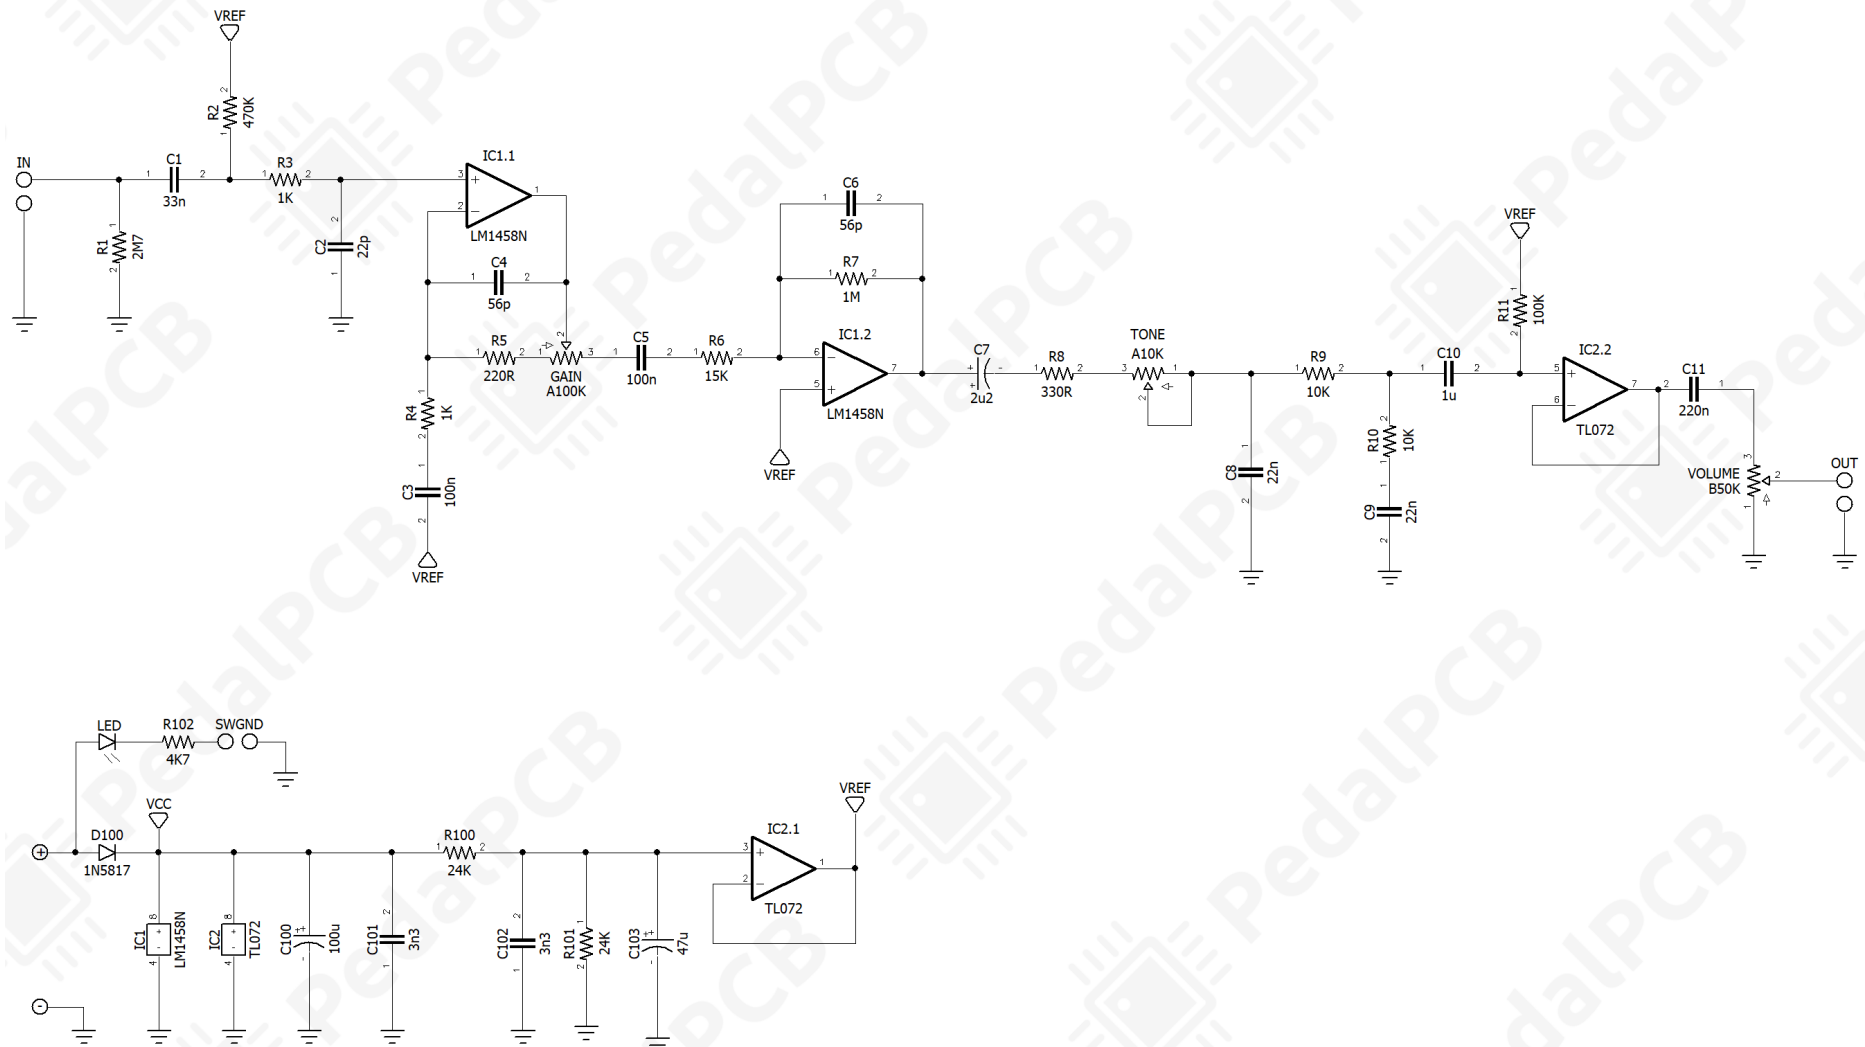 VREF
R2
470K
IN
C1
33n
R1
2M7
R3
1K
C2
22p
IC1.1
LM1458N
C4
56p
R5
220R
GAIN
A100K
R4
1K
C3
100n
VREF
C5
100n
R6
15K
C6
56p
R7
1M
IC1.2
LM1458N
VREF
C7
2u2
R8
330R
TONE
A10K
C8
22n
R9
10K
R10
10K
C9
22n
C10
1u
VREF
R11
100K
IC2.2
TL072
C11
220n
VOLUME
B50K
OUT
LED
R102
4K7
SWGND
VCC
D100
1N5817
IC1
LM1458N
IC2
TL072
C100
100u
C101
3n3
R100
24K
C102
3n3
R101
24K
C103
47u
IC2.1
TL072
VREF
PedalPCB